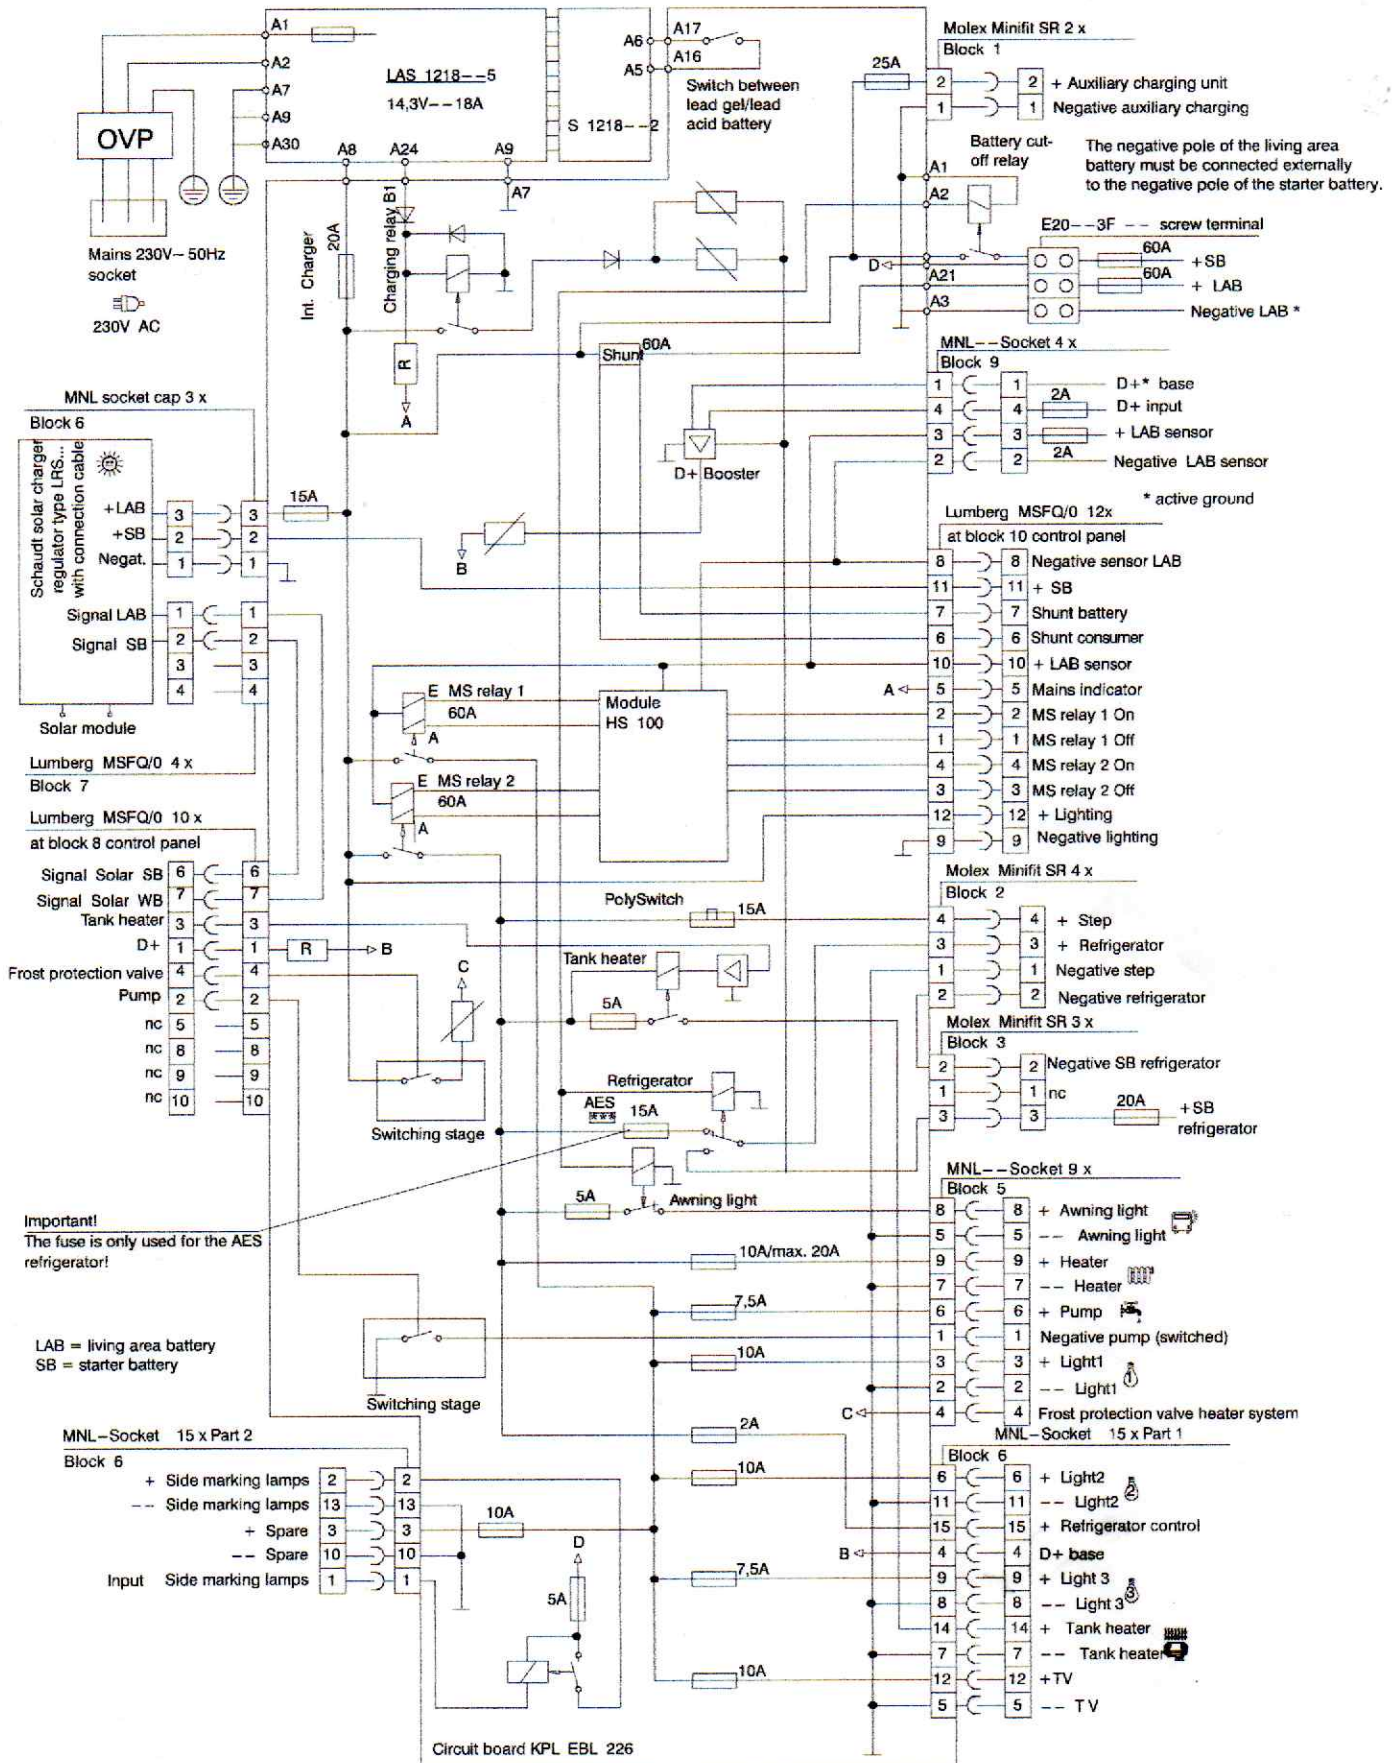 A1
A2
A7
A9
A30
LAS 1218--5
14,3V--18A
A8 A24 A9
A7
S 1218--2
A6
A5
A17
A16
Switch between
lead gel/lead
acid battery
OVP
Mains 230V~50Hz
socket
230V AC
Int. Charger
20A
Charging relay B1
R
A
Shunt
60A
25A
Molex Minifit SR 2 x
Block 1
2 2 + Auxiliary charging unit
1 1 Negative auxiliary charging
Battery cut-
off relay
A1
A2
The negative pole of the living area
battery must be connected externally
to the negative pole of the starter battery.
E20--3F -- screw terminal
D
60A
+SB
A21
60A
+ LAB
A3
Negative LAB *
MNL--Socket 4 x
Block 9
1 1 D+* base
2A
4 4 D+ input
3 3 + LAB sensor
2A
2 2 Negative LAB sensor
* active ground
D+ Booster
B
MNL socket cap 3 x
Block 6
Schaudt solar charger
regulator type LRS...
with connection cable
+LAB 3 3
15A
+SB 2 2
Negat. 1 1
Signal LAB 1 1
Signal SB 2 2
3 3
4 4
Solar module
Lumberg MSFQ/0 4 x
Block 7
Lumberg MSFQ/0 10 x
at block 8 control panel
Signal Solar SB 6 6
Signal Solar WB 7 7
Tank heater 3 3
D+ 1 1 R B
Frost protection valve 4 4
Pump 2 2
nc 5 5
nc 8 8
nc 9 9
nc 10 10
Lumberg MSFQ/0 12x
at block 10 control panel
8 8 Negative sensor LAB
11 11 + SB
7 7 Shunt battery
6 6 Shunt consumer
10 10 + LAB sensor
A 5 5 Mains indicator
2 2 MS relay 1 On
1 1 MS relay 1 Off
4 4 MS relay 2 On
3 3 MS relay 2 Off
12 12 + Lighting
9 9 Negative lighting
E MS relay 1
60A
A
E MS relay 2
60A
A
Module
HS 100
Molex Minifit SR 4 x
Block 2
PolySwitch
15A
4 4 + Step
3 3 + Refrigerator
1 1 Negative step
2 2 Negative refrigerator
Tank heater
5A
C
Switching stage
Molex Minifit SR 3 x
Block 3
2 2 Negative SB refrigerator
1 1 nc
20A
3 3 +SB
refrigerator
Refrigerator
AES
***
15A
Important!
The fuse is only used for the AES
refrigerator!
5A
Awning light
MNL--Socket 9 x
Block 5
8 8 + Awning light
5 5 -- Awning light
10A/max. 20A
9 9 + Heater
7 7 -- Heater
7,5A
6 6 + Pump
1 1 Negative pump (switched)
10A
3 3 + Light1
1
2 2 -- Light1
C 4 4 Frost protection valve heater system
LAB = living area battery
SB = starter battery
Switching stage
MNL-Socket 15 x Part 2
Block 6
+ Side marking lamps 2 2
-- Side marking lamps 13 13
+ Spare 3 3
10A
-- Spare 10 10
Input Side marking lamps 1 1
D
5A
MNL-Socket 15 x Part 1
Block 6
2A
10A
6 6 + Light2
2
11 11 -- Light2
15 15 + Refrigerator control
B 4 4 D+ base
7,5A
9 9 + Light 3
3
8 8 -- Light 3
14 14 + Tank heater
7 7 -- Tank heater
10A
12 12 +TV
5 5 -- TV
Circuit board KPL EBL 226